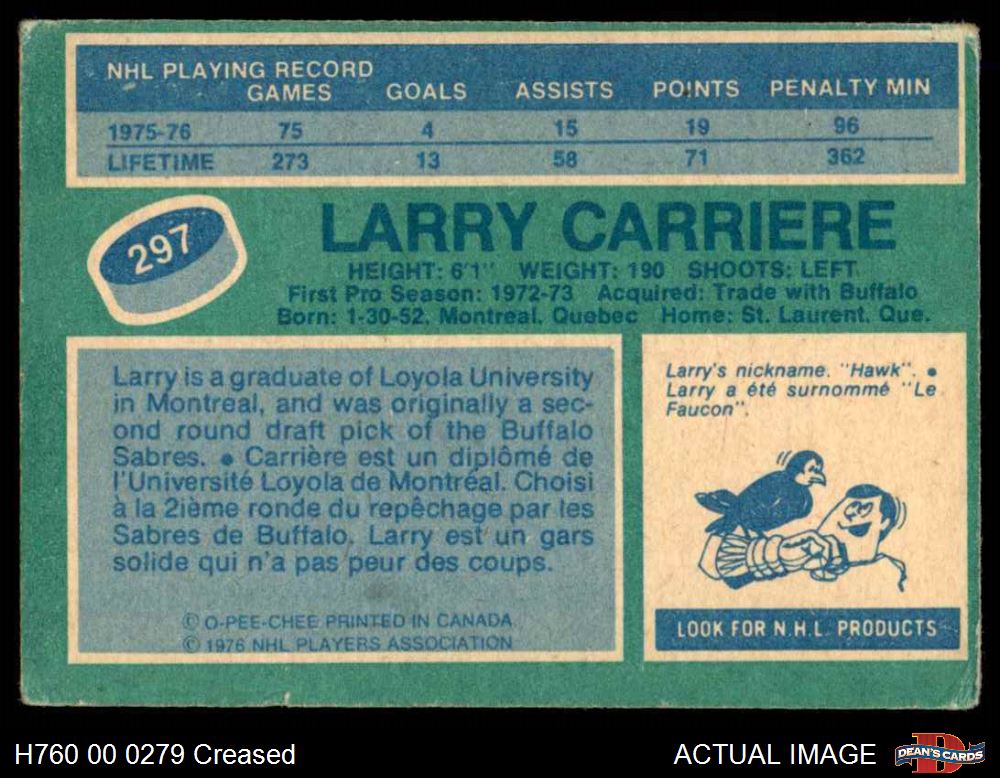 NHL PLAYING RECORD
GAMES GOALS ASSISTS POINTS PENALTY MIN
1975-76 75 4 15 19 96
LIFETIME 273 13 58 71 362
297
LARRY CARRIERE
HEIGHT: 6'1" WEIGHT: 190 SHOOTS: LEFT
First Pro Season: 1972-73 Acquired: Trade with Buffalo
Born: 1-30-52, Montreal, Quebec Home: St. Laurent, Que.
Larry is a graduate of Loyola University
in Montreal, and was originally a sec-
ond round draft pick of the Buffalo
Sabres. • Carrière est un diplômé de
l'Université Loyola de Montréal. Choisi
à la 2ième ronde du repêchage par les
Sabres de Buffalo. Larry est un gars
solide qui n'a pas peur des coups.
© O-PEE-CHEE PRINTED IN CANADA
© 1976 NHL PLAYERS ASSOCIATION
Larry's nickname, "Hawk". •
Larry a été surnommé "Le
Faucon".
LOOK FOR N.H.L. PRODUCTS
H760 00 0279 Creased
ACTUAL IMAGE
DEAN'S CARDS